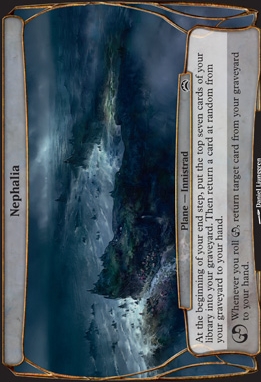 Nephalia
Plane — Innistrad
At the beginning of your end step, put the top seven cards of your
library into your graveyard. Then return a card at random from
your graveyard to your hand.
Whenever you roll , return target card from your graveyard
to your hand.
Daniel Ljunggren